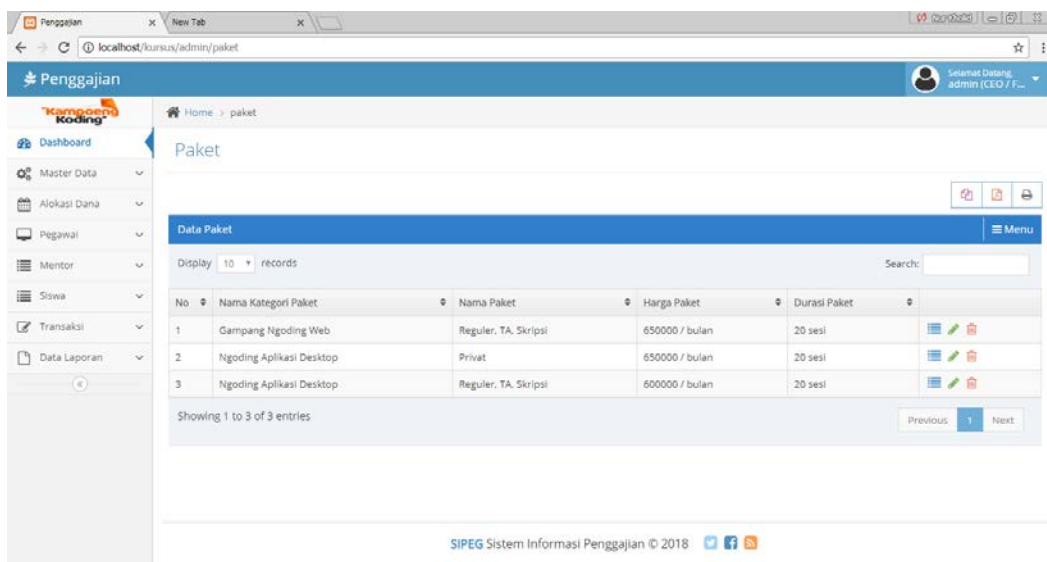 Penggajian
New Tab
localhost/kursus/admin/paket
Penggajian
Selamat Datang,
admin (CEO / F...
"Kampoeng
Koding"
Home > paket
Dashboard
Paket
Master Data
Alokasi Dana
Pegawai
Mentor
Siswa
Transaksi
Data Laporan
Data Paket
Menu
Display 10 records
Search:
No Nama Kategori Paket Nama Paket Harga Paket Durasi Paket
1 Gampang Ngoding Web Reguler, TA, Skripsi 650000 / bulan 20 sesi
2 Ngoding Aplikasi Desktop Privat 650000 / bulan 20 sesi
3 Ngoding Aplikasi Desktop Reguler, TA, Skripsi 600000 / bulan 20 sesi
Showing 1 to 3 of 3 entries
Previous 1 Next
SIPEG Sistem Informasi Penggajian © 2018